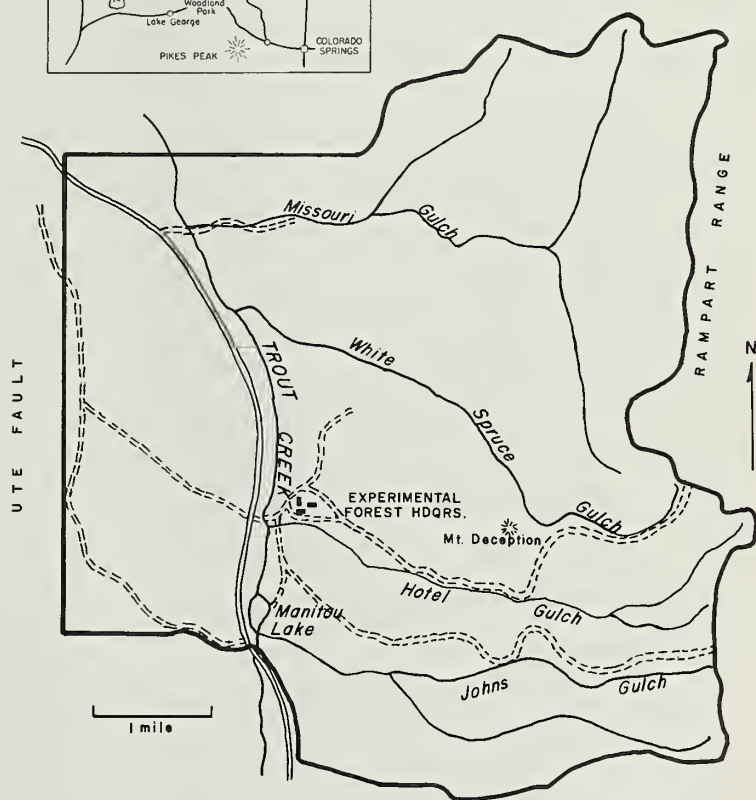 Woodland
Park
Lake George
PIKES PEAK
COLORADO
SPRINGS
RAMPART RANGE
N
Missouri Gulch
TROUT CREEK
White Spruce Gulch
UTE FAULT
EXPERIMENTAL
FOREST HDQRS.
Mt. Deception
Hotel Gulch
Manitou
Lake
Johns Gulch
1 mile